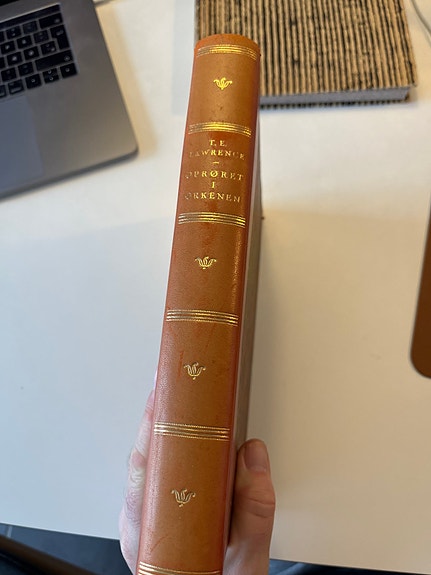 T. E.
LAWRENCE
OPRØRET
I
ØRKENEN